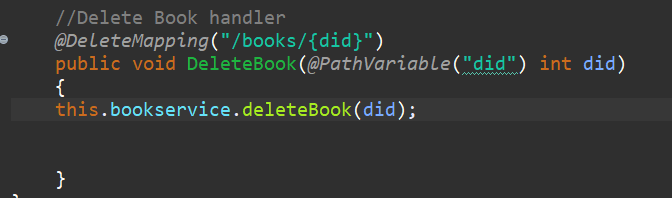 //Delete Book handler
@DeleteMapping("/books/{did}")
public void DeleteBook(@PathVariable("did") int did)
{
this.bookservice.deleteBook(did);
}